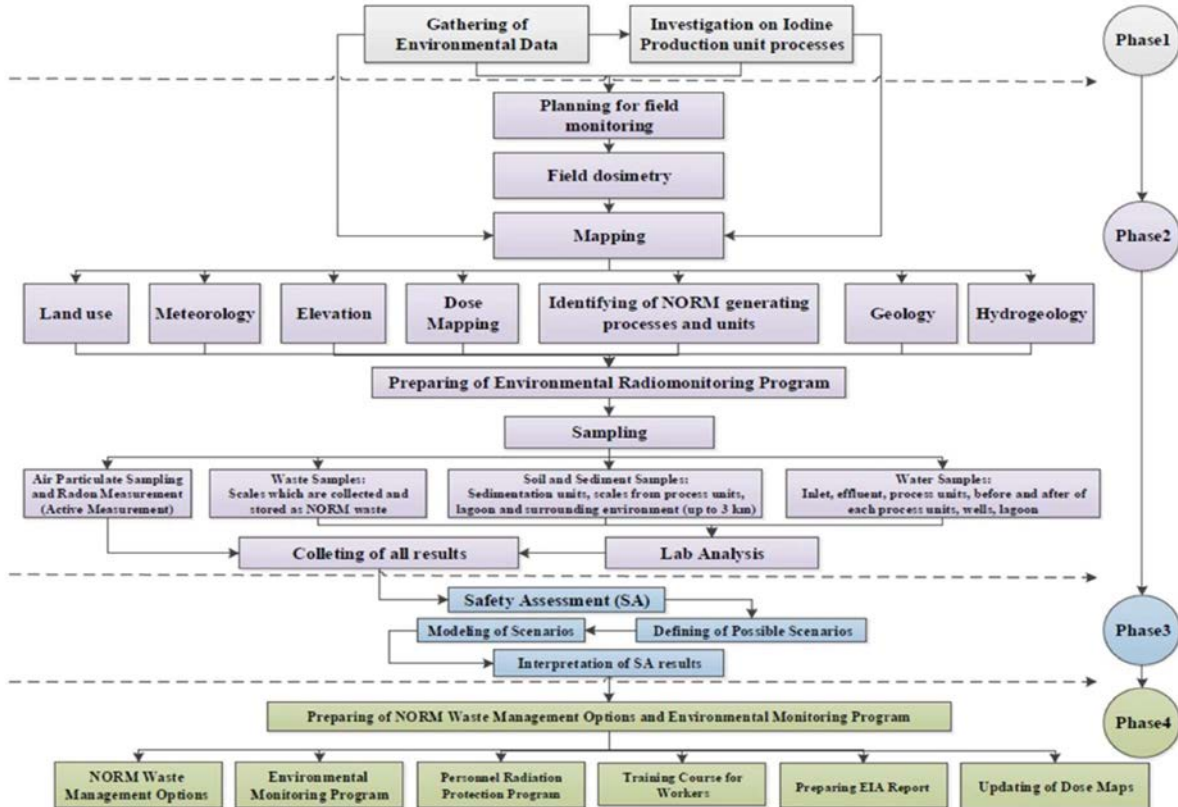 Gathering of
Environmental Data
Investigation on Iodine
Production unit processes
Phase1
Planning for field
monitoring
Field dosimetry
Mapping
Phase2
Land use
Meteorology
Elevation
Dose
Mapping
Identifying of NORM generating
processes and units
Geology
Hydrogeology
Preparing of Environmental Radiomonitoring Program
Sampling
Air Particulate Sampling
and Radon Measurement
(Active Measurement)
Waste Samples:
Scales which are collected and
stored as NORM waste
Soil and Sediment Samples:
Sedimentation units, scales from process units,
lagoon and surrounding environment (up to 3 km)
Water Samples:
Inlet, effluent, process units, before and after of
each process units, wells, lagoon
Colleting of all results
Lab Analysis
Safety Assessment (SA)
Modeling of Scenarios
Defining of Possible Scenarios
Phase3
Interpretation of SA results
Preparing of NORM Waste Management Options and Environmental Monitoring Program
Phase4
NORM Waste
Management Options
Environmental
Monitoring Program
Personnel Radiation
Protection Program
Training Course for
Workers
Preparing EIA Report
Updating of Dose Maps